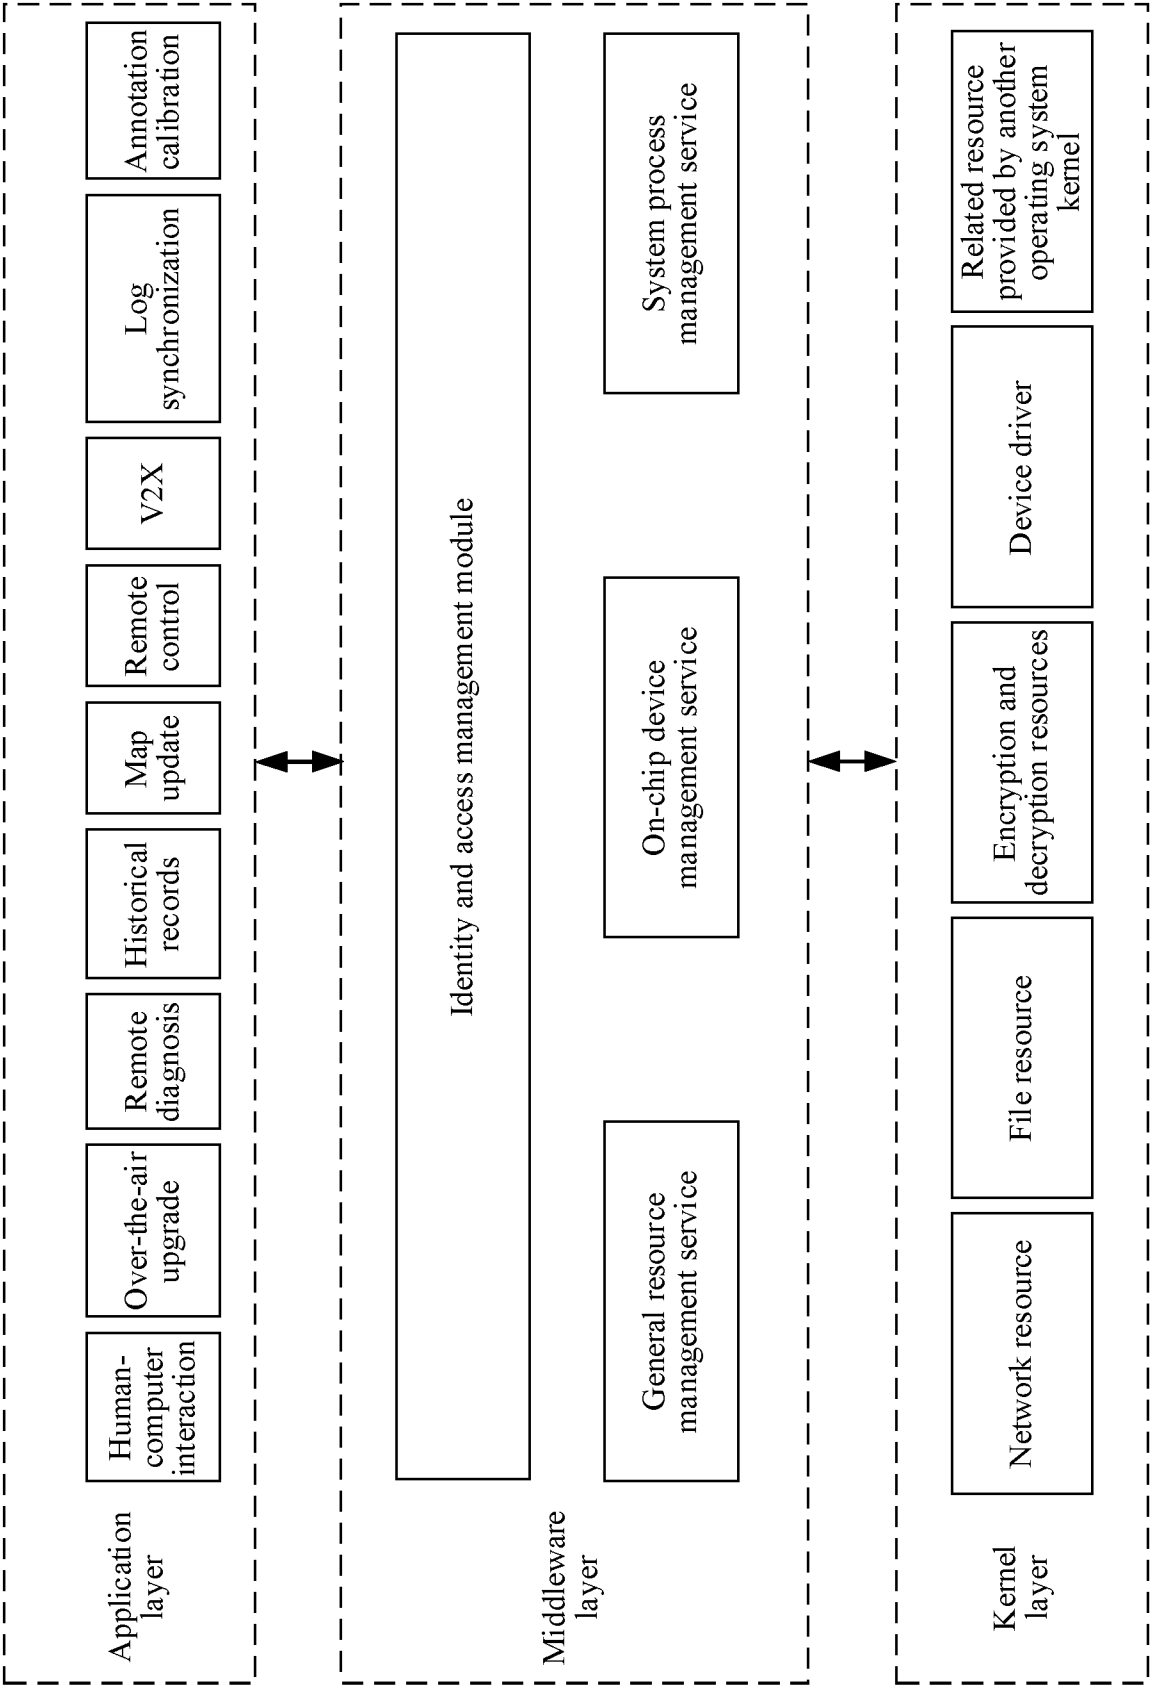 Application
layer
Human-
computer
interaction
Over-the-air
upgrade
Remote
diagnosis
Historical
records
Map
update
Remote
control
V2X
Log
synchronization
Annotation
calibration
Middleware
layer
Identity and access management module
General resource
management service
On-chip device
management service
System process
management service
Kernel
layer
Network resource
File resource
Encryption and
decryption resources
Device driver
Related resource
provided by another
operating system
kernel